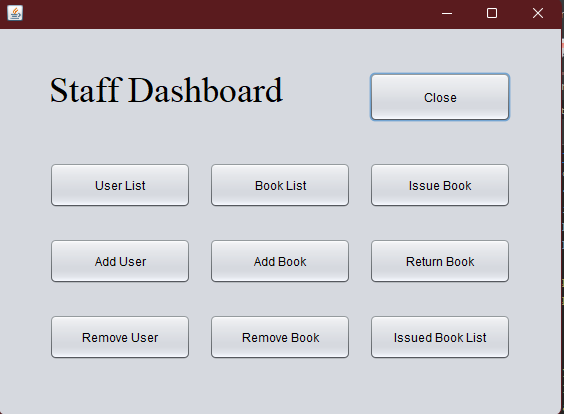 Staff Dashboard
Close
User List
Book List
Issue Book
Add User
Add Book
Return Book
Remove User
Remove Book
Issued Book List